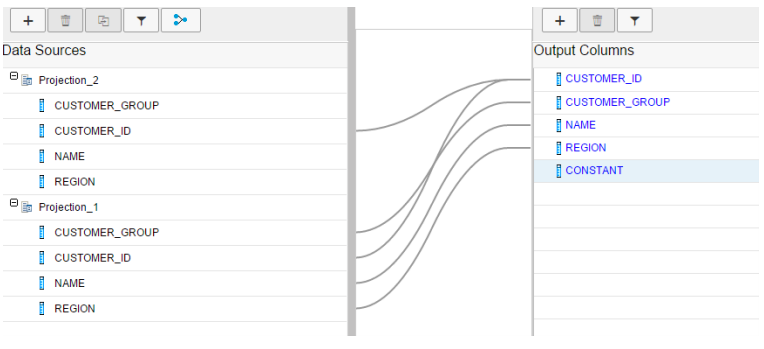 Data Sources
Projection_2
CUSTOMER_GROUP
CUSTOMER_ID
NAME
REGION
Projection_1
CUSTOMER_GROUP
CUSTOMER_ID
NAME
REGION
Output Columns
CUSTOMER_ID
CUSTOMER_GROUP
NAME
REGION
CONSTANT